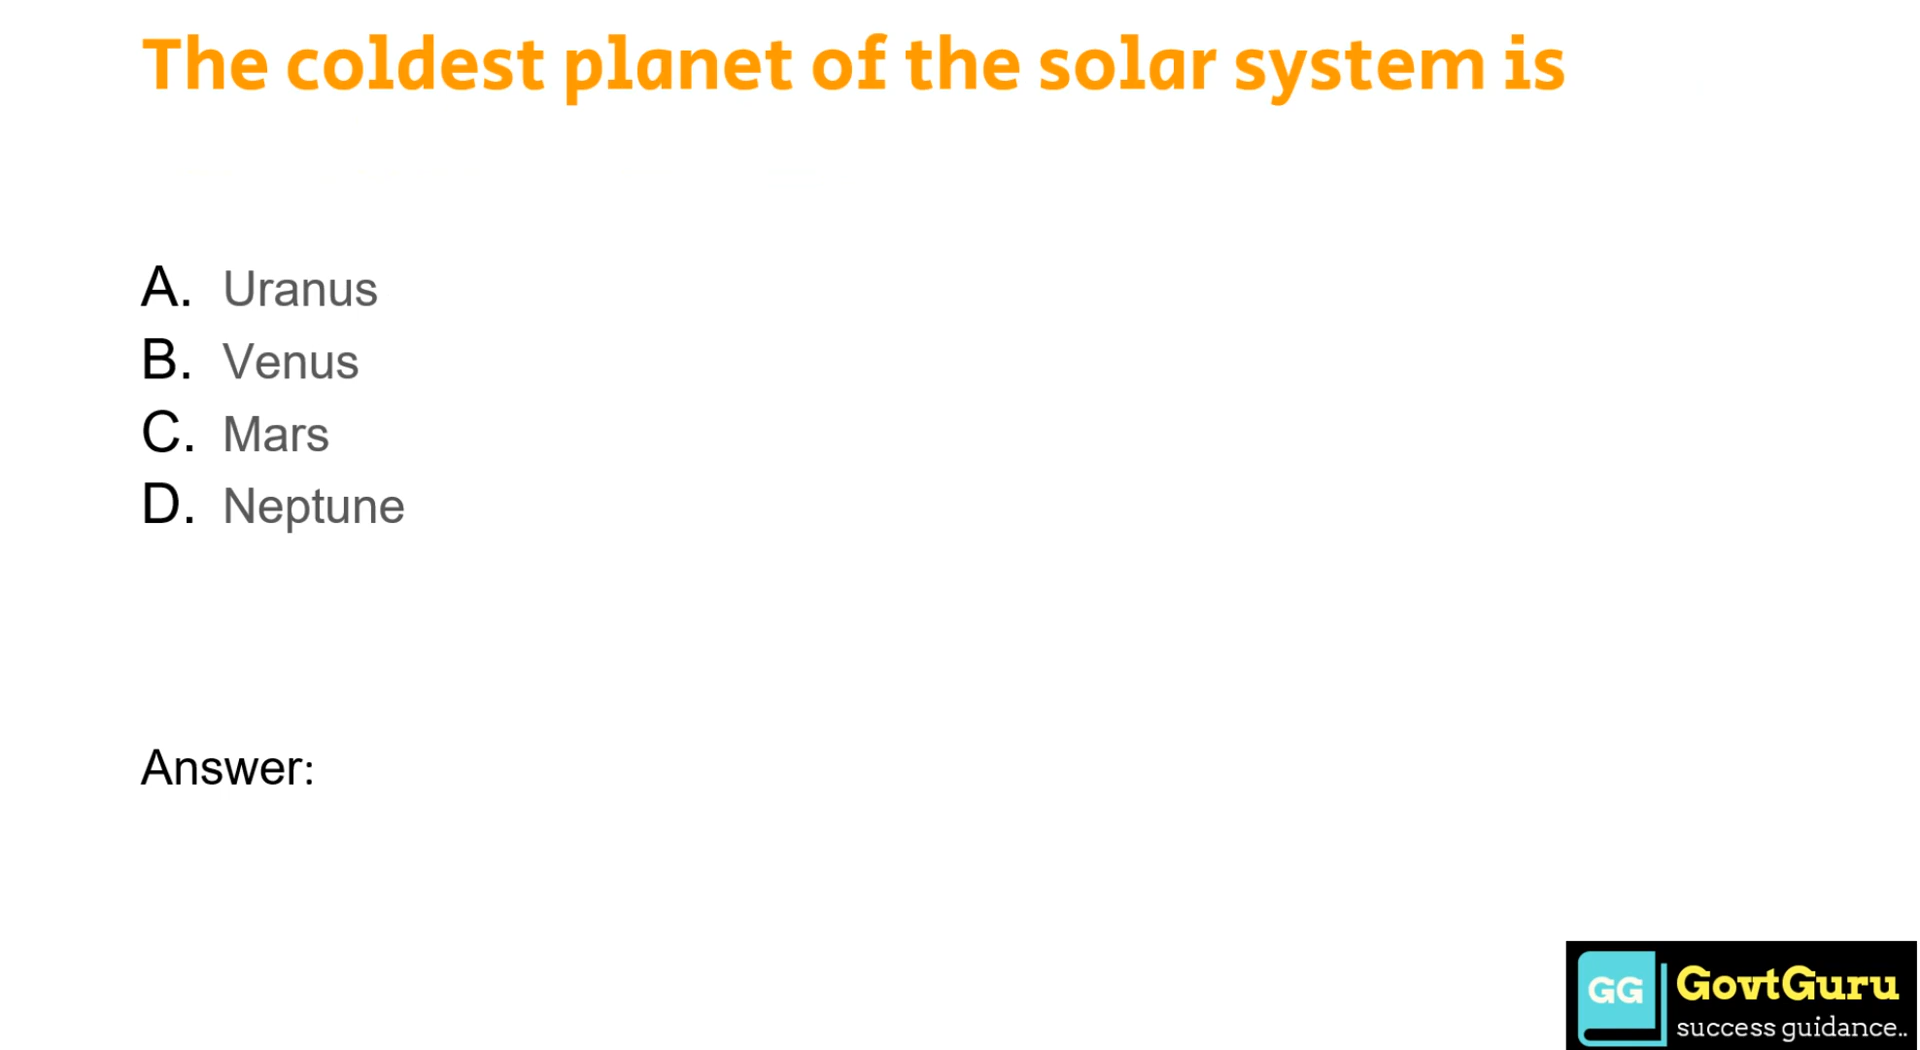 The coldest planet of the solar system is
A. Uranus
B. Venus
C. Mars
D. Neptune
Answer:
GG
GovtGuru
success guidance..